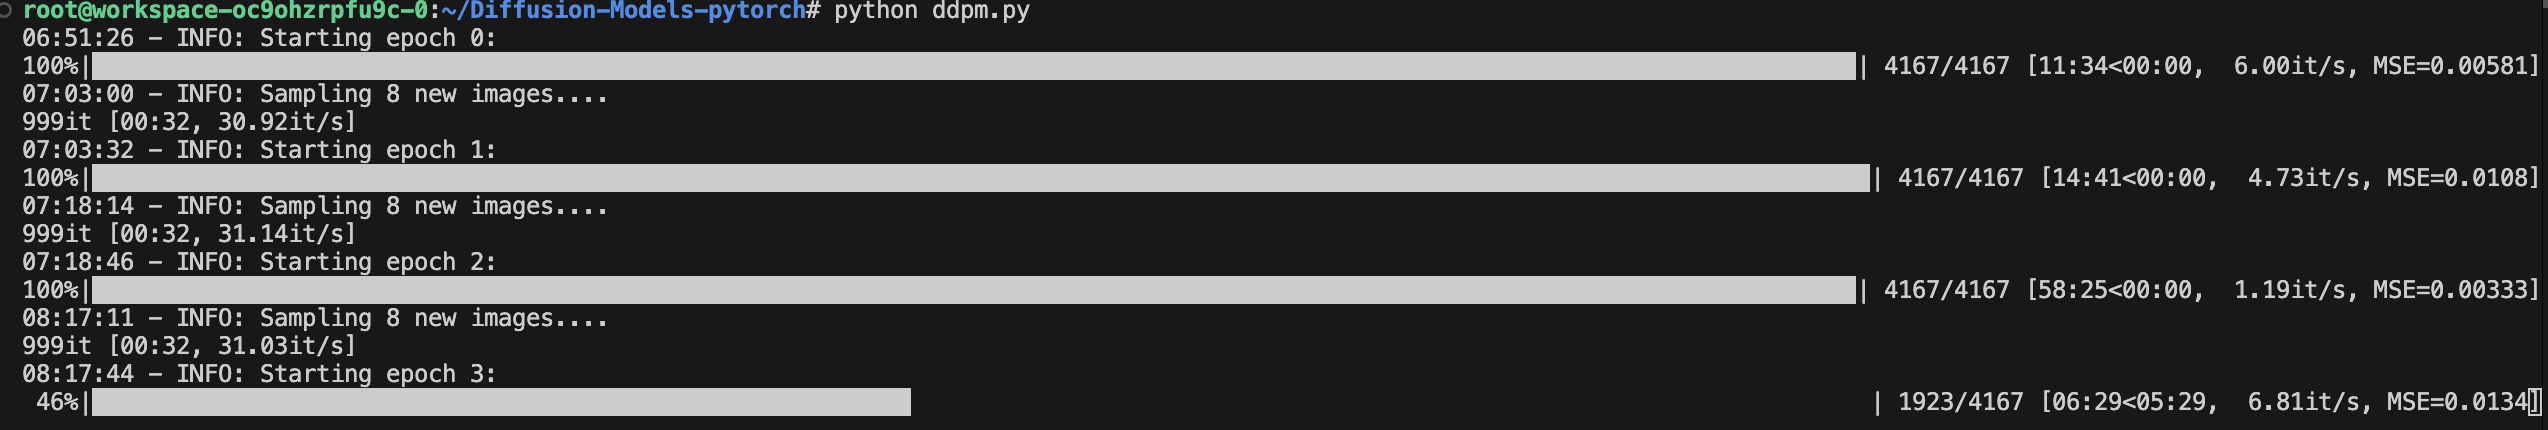 root@workspace-oc9ohzrpfu9c-0:~/Diffusion-Models-pytorch# python ddpm.py
06:51:26 - INFO: Starting epoch 0:
100%|| 4167/4167 [11:34<00:00,  6.00it/s, MSE=0.00581]
07:03:00 - INFO: Sampling 8 new images....
999it [00:32, 30.92it/s]
07:03:32 - INFO: Starting epoch 1:
100%|| 4167/4167 [14:41<00:00,  4.73it/s, MSE=0.0108]
07:18:14 - INFO: Sampling 8 new images....
999it [00:32, 31.14it/s]
07:18:46 - INFO: Starting epoch 2:
100%|| 4167/4167 [58:25<00:00,  1.19it/s, MSE=0.00333]
08:17:11 - INFO: Sampling 8 new images....
999it [00:32, 31.03it/s]
08:17:44 - INFO: Starting epoch 3:
46%|| 1923/4167 [06:29<05:29,  6.81it/s, MSE=0.0134]